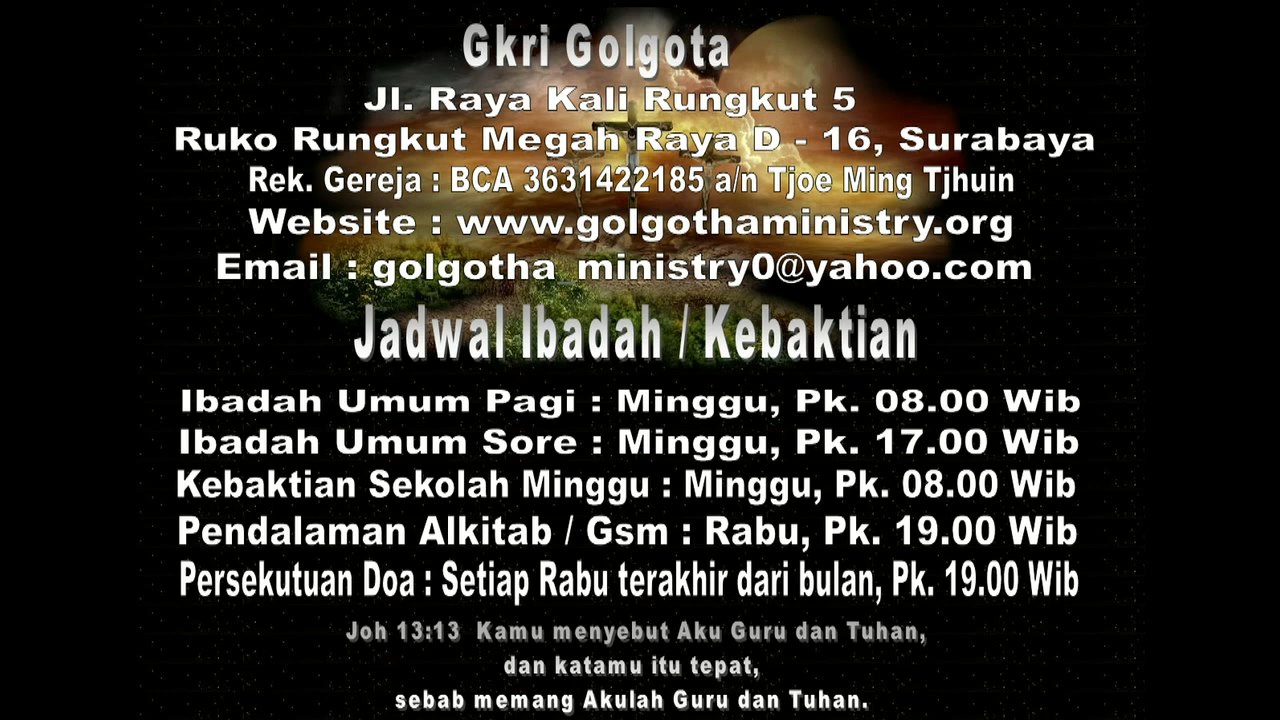 Gkri Golgota
Jl. Raya Kali Rungkut 5
Ruko Rungkut Megah Raya D - 16, Surabaya
Rek. Gereja : BCA 3631422185 a/n Tjoe Ming Tjhuin
Website : www.golgothaministry.org
Email : golgotha_ministry0@yahoo.com
Jadwal Ibadah / Kebaktian
Ibadah Umum Pagi : Minggu, Pk. 08.00 Wib
Ibadah Umum Sore : Minggu, Pk. 17.00 Wib
Kebaktian Sekolah Minggu : Minggu, Pk. 08.00 Wib
Pendalaman Alkitab / Gsm : Rabu, Pk. 19.00 Wib
Persekutuan Doa : Setiap Rabu terakhir dari bulan, Pk. 19.00 Wib
Joh 13:13 Kamu menyebut Aku Guru dan Tuhan,
dan katamu itu tepat,
sebab memang Akulah Guru dan Tuhan.